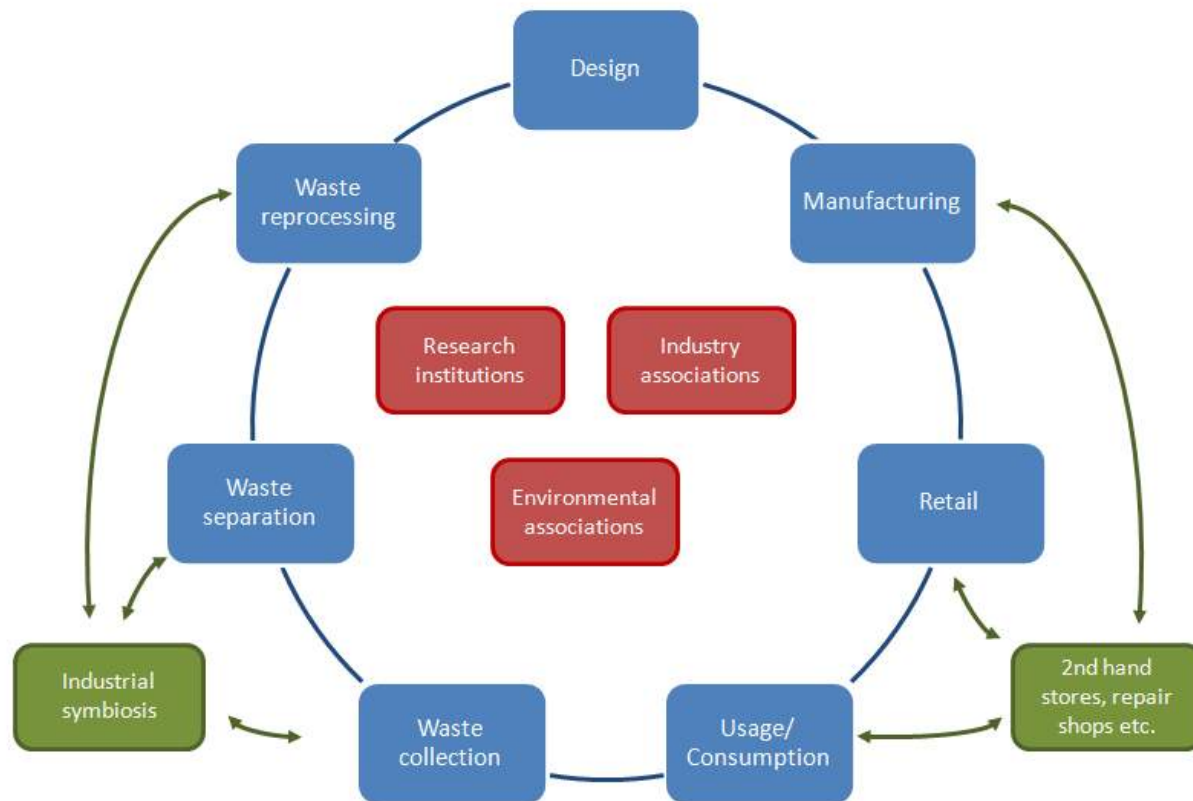 Design
Waste
reprocessing
Manufacturing
Research
institutions
Industry
associations
Waste
separation
Environmental
associations
Retail
Industrial
symbiosis
Waste
collection
Usage/
Consumption
2nd hand
stores, repair
shops etc.